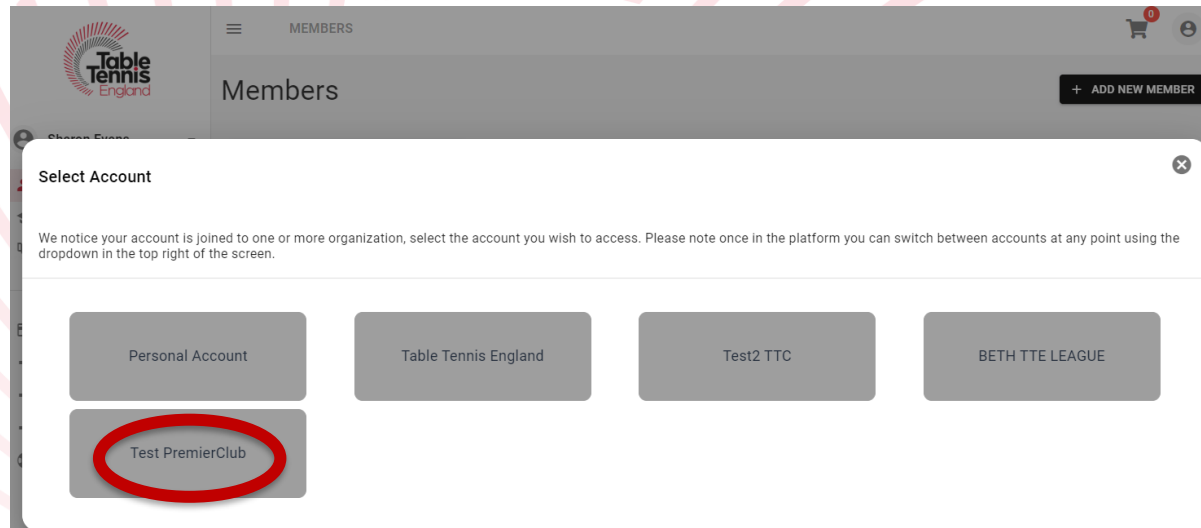 Table
Tennis
England
MEMBERS
0
Members
+ ADD NEW MEMBER
Sharon Evans
Select Account
We notice your account is joined to one or more organization, select the account you wish to access. Please note once in the platform you can switch between accounts at any point using the
dropdown in the top right of the screen.
Personal Account
Table Tennis England
Test2 TTC
BETH TTE LEAGUE
Test PremierClub